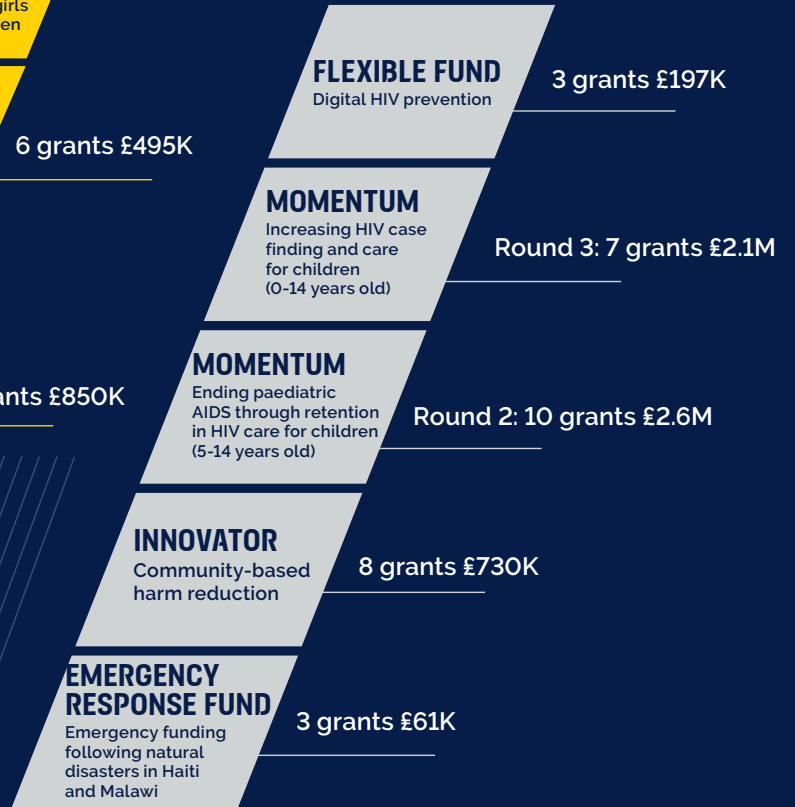 girls
en
6 grants £495K
ants £850K
FLEXIBLE FUND
Digital HIV prevention
3 grants £197K
MOMENTUM
Increasing HIV case
finding and care
for children
(0-14 years old)
Round 3: 7 grants £2.1M
MOMENTUM
Ending paediatric
AIDS through retention
in HIV care for children
(5-14 years old)
Round 2: 10 grants £2.6M
INNOVATOR
Community-based
harm reduction
8 grants £730K
EMERGENCY
RESPONSE FUND
Emergency funding
following natural
disasters in Haiti
and Malawi
3 grants £61K